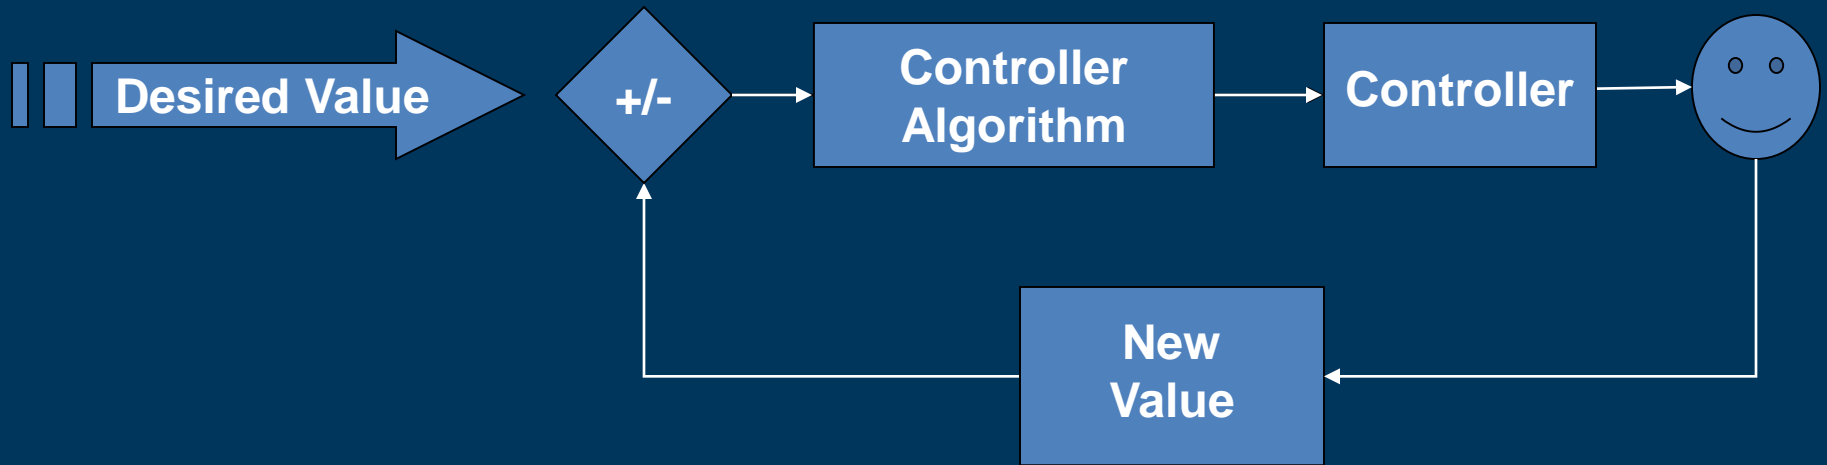 Desired Value
+/-
Controller
Algorithm
Controller
New
Value